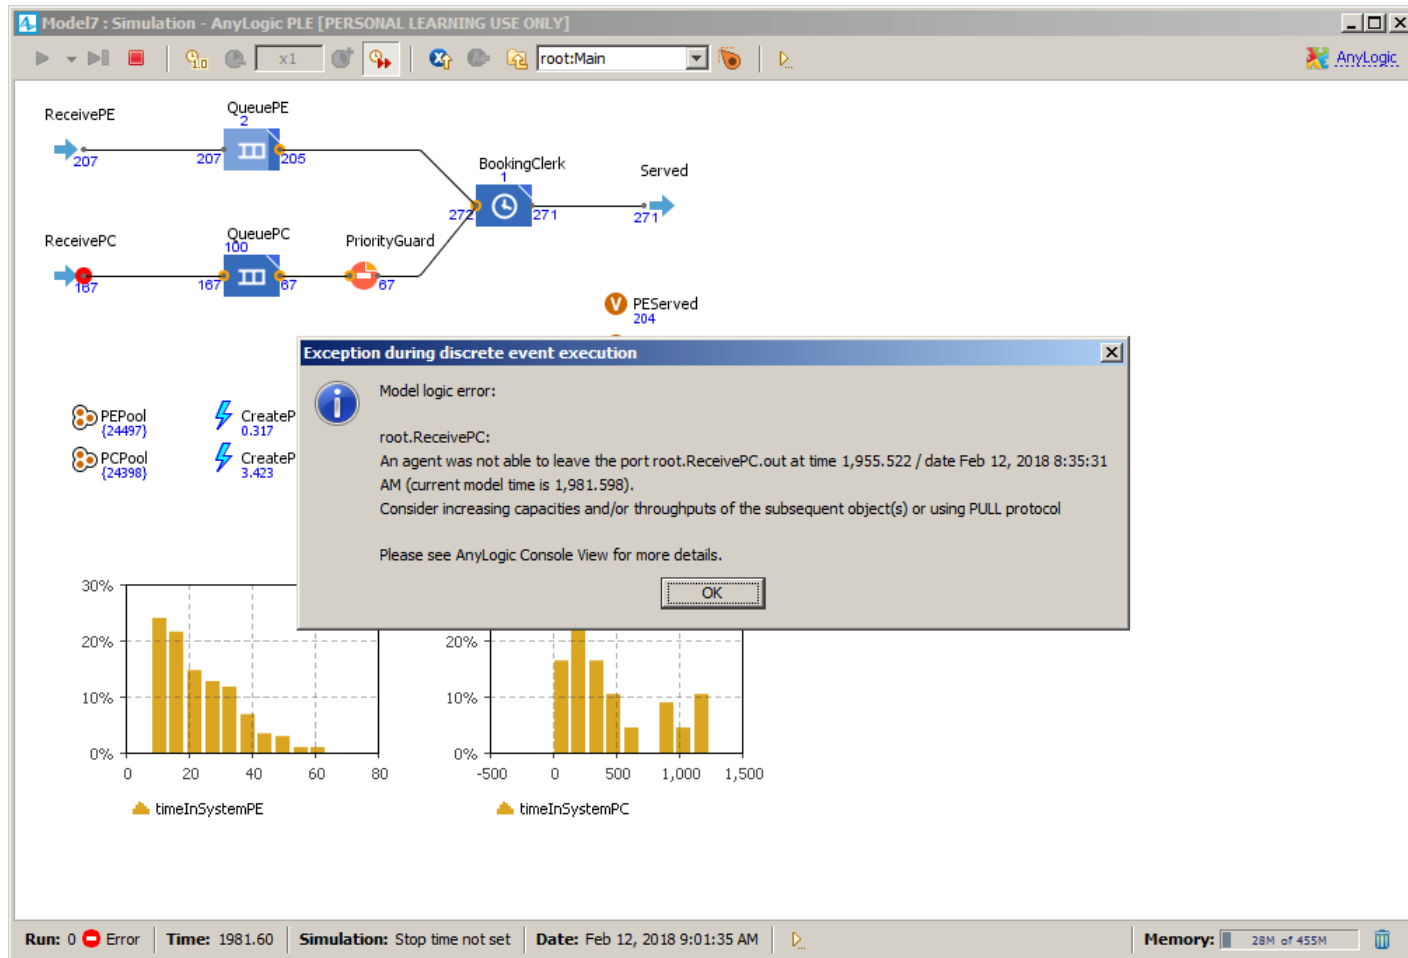 Model7 : Simulation - AnyLogic PLE [PERSONAL LEARNING USE ONLY]
1.0 x1 root:Main AnyLogic
QueuePE
2
ReceivePE
207 207 205
BookingClerk
1
Served
272 271 271
ReceivePC
QueuePC
100
PriorityGuard
167 167 67 67
PEServed
204
Exception during discrete event execution
Model logic error:
root.ReceivePC:
An agent was not able to leave the port root.ReceivePC.out at time 1,955.522 / date Feb 12, 2018 8:35:31
AM (current model time is 1,981.598).
Consider increasing capacities and/or throughputs of the subsequent object(s) or using PULL protocol
Please see AnyLogic Console View for more details.
OK
PEPool
{24497}
CreateP
0.317
PCPool
{24398}
CreateP
3.423
30%
20%
10%
0%
0 20 40 60 80
timeInSystemPE
20%
10%
0%
-500 0 500 1,000 1,500
timeInSystemPC
Run: 0 Error Time: 1981.60 Simulation: Stop time not set Date: Feb 12, 2018 9:01:35 AM Memory: 28M of 455M